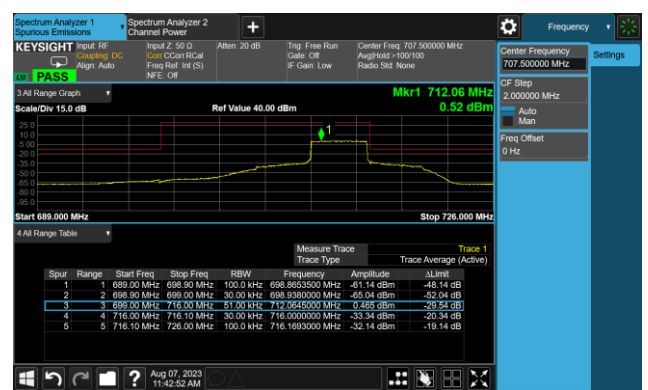 Spectrum Analyzer 1
Spurious Emissions
Spectrum Analyzer 2
Channel Power
Frequency
KEYSIGHT
Input: RF
Coupling: DC
Align: Auto
Input Z: 50 Ω
Corr CCorr RCal
Freq Ref: Int (S)
NFE: Off
Atten: 20 dB
Trig: Free Run
Gate: Off
IF Gain: Low
Center Freq: 707.500000 MHz
Avg|Hold:>100/100
Radio Std: None
PASS
Center Frequency
707.500000 MHz
Settings
CF Step
2.000000 MHz
Auto
Man
Freq Offset
0 Hz
3 All Range Graph
Scale/Div 15.0 dB
Ref Value 40.00 dBm
Mkr1 712.06 MHz
0.52 dBm
1
25.0
10.0
-5.00
-20.0
-35.0
-50.0
-65.0
-80.0
-95.0
Start 689.000 MHz
Stop 726.000 MHz
4 All Range Table
Measure Trace Trace 1
Trace Type Trace Average (Active)
Spur Range Start Freq Stop Freq RBW Frequency Amplitude ΔLimit
1 1 689.00 MHz 698.90 MHz 100.0 kHz 698.8653500 MHz -61.14 dBm -48.14 dB
2 2 698.90 MHz 699.00 MHz 30.00 kHz 698.9380000 MHz -65.04 dBm -52.04 dB
3 3 699.00 MHz 716.00 MHz 51.00 kHz 712.0645000 MHz 0.465 dBm -29.54 dB
4 4 716.00 MHz 716.10 MHz 30.00 kHz 716.0000000 MHz -33.34 dBm -20.34 dB
5 5 716.10 MHz 726.00 MHz 100.0 kHz 716.1693000 MHz -32.14 dBm -19.14 dB
Aug 07, 2023
11:42:52 AM